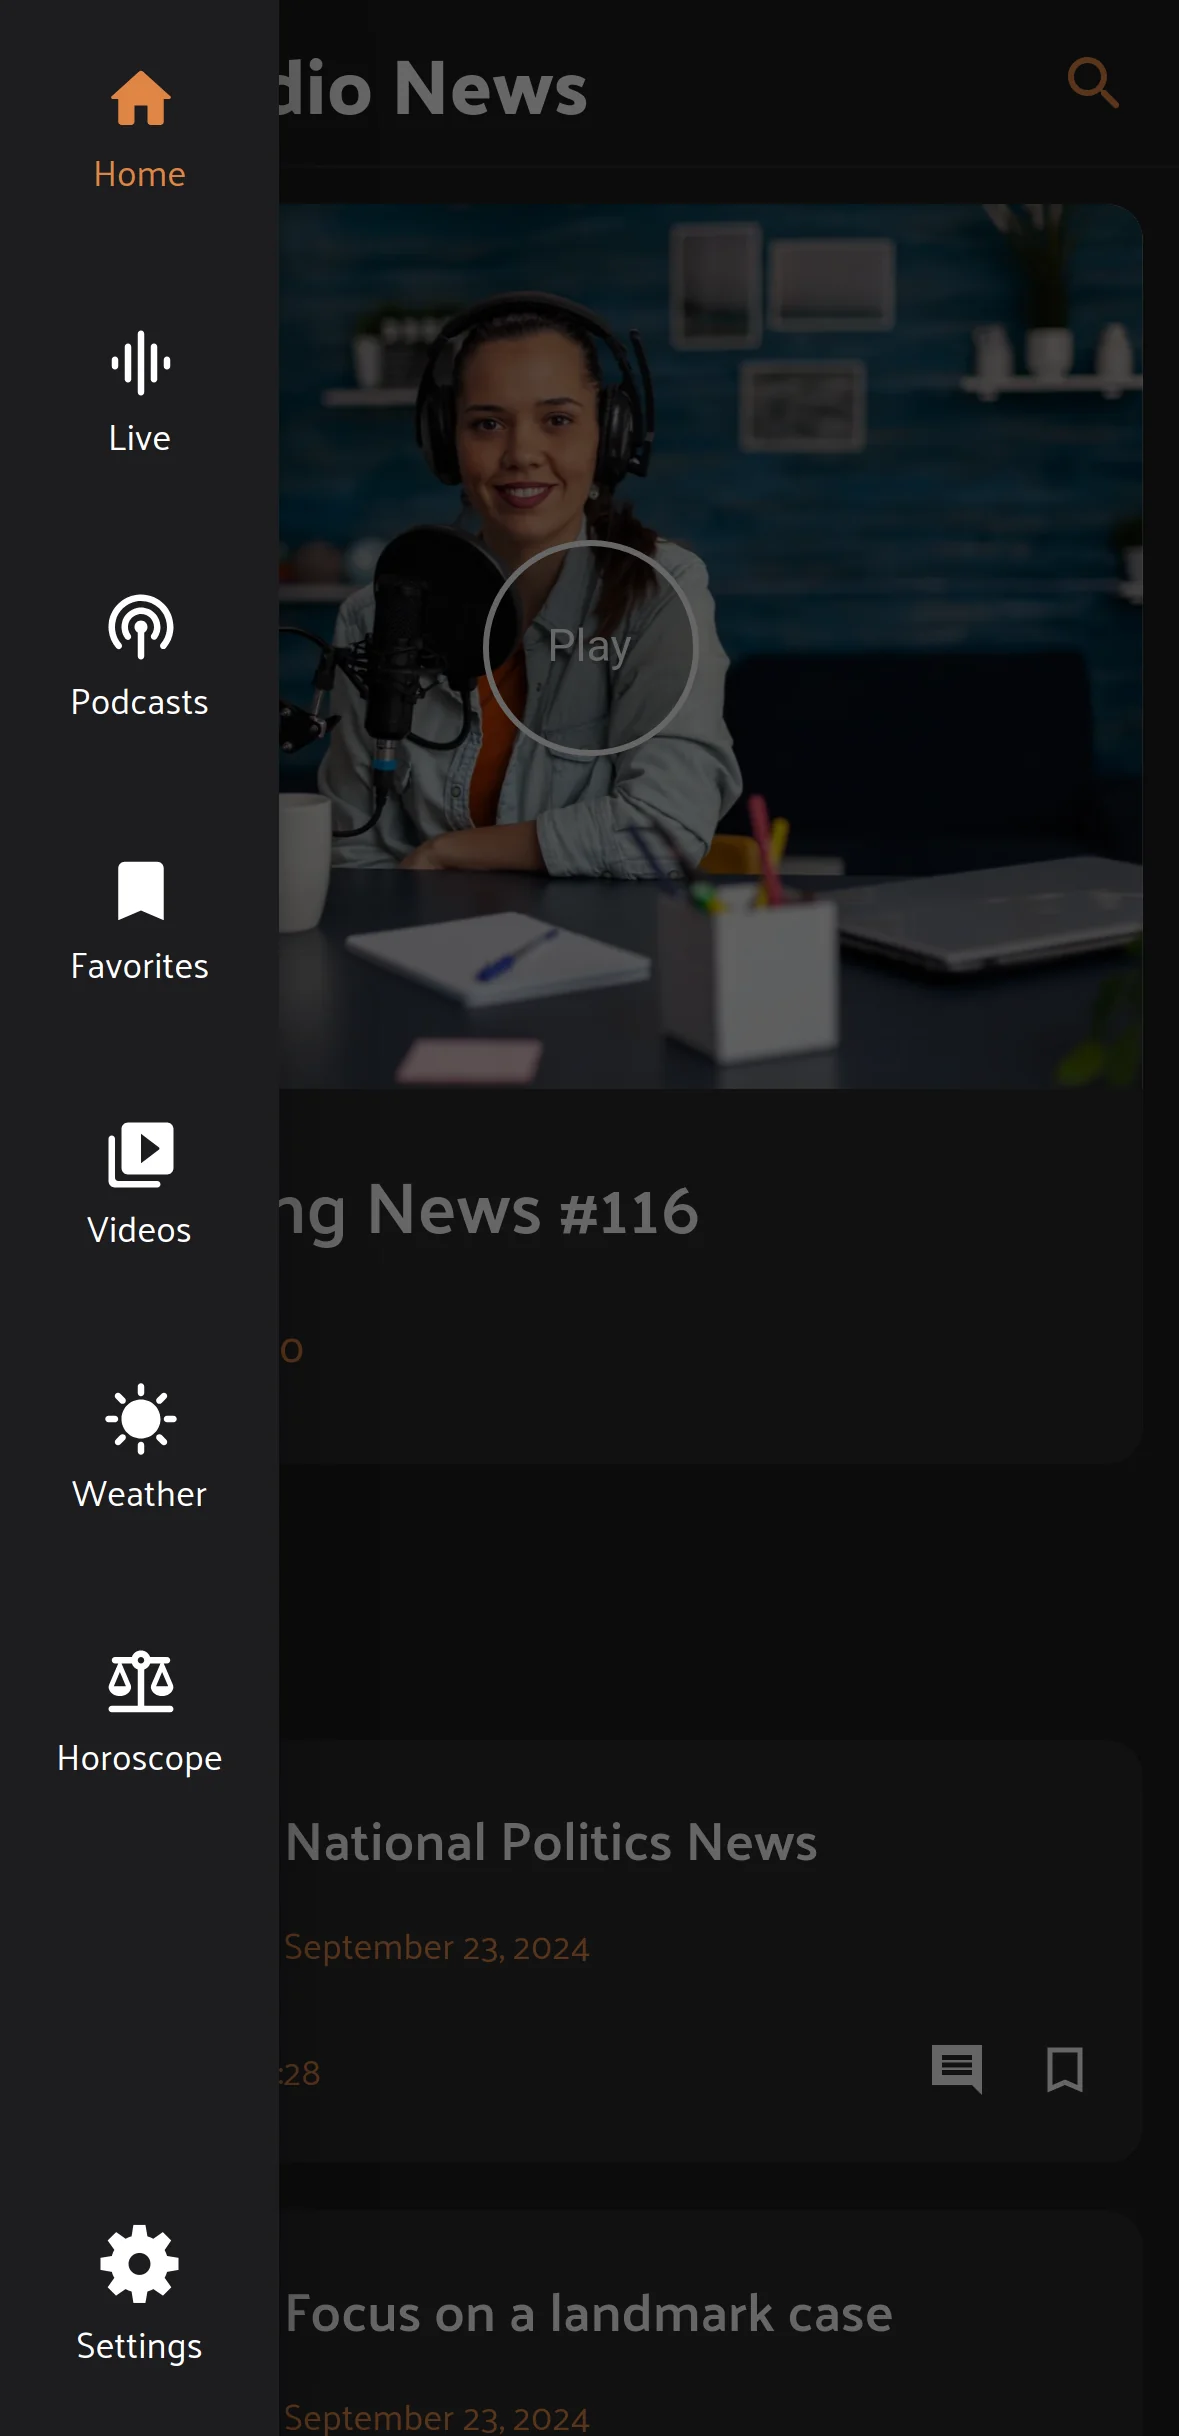 Home
Live
Podcasts
Favorites
Videos
Weather
Horoscope
Settings
dio News
Play
ng News #116
o
National Politics News
September 23, 2024
:28
Focus on a landmark case
September 23, 2024